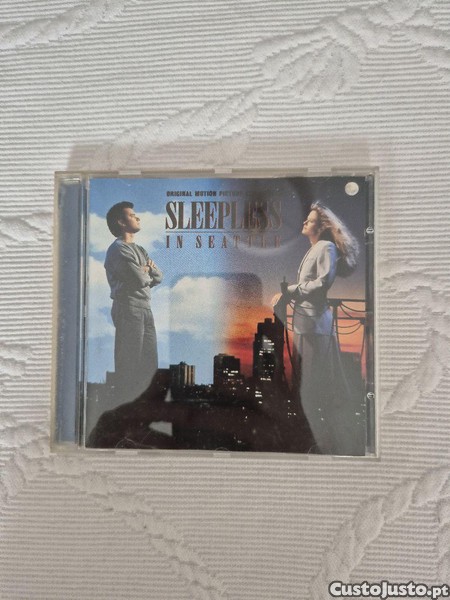 ORIGINAL MOTION PICTURE
SLEEPLESS
IN SEATTLE
CustoJusto.pt